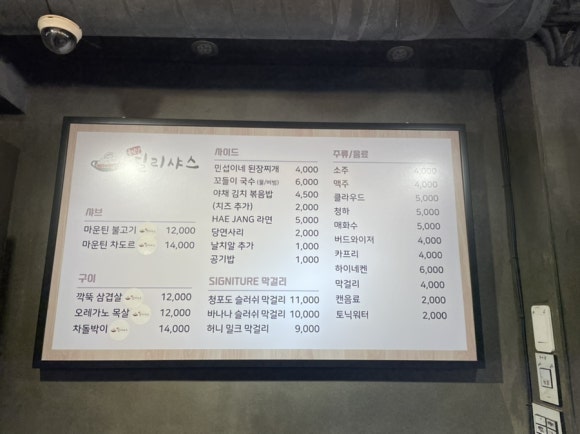 릴리샤스
샤브
마운틴 불고기 12,000
마운틴 차도르 14,000
구이
깍뚝 삼겹살 12,000
오레가노 목살 12,000
차돌박이 14,000
사이드
민섭이네 된장찌개 4,000
꼬들이 국수 (물/비빔) 6,000
야채 김치 볶음밥 4,500
(치즈 추가) 2,000
HAE JANG 라면 5,000
당면사리 2,000
날치알 추가 1,000
공기밥 1,000
SIGNITURE 막걸리
청포도 슬러쉬 막걸리 11,000
바나나 슬러쉬 막걸리 10,000
허니 밀크 막걸리 9,000
주류/음료
소주 4,000
맥주 4,000
클라우드 5,000
청하 5,000
매화수 5,000
버드와이저 4,000
카프리 4,000
하이네켄 6,000
막걸리 4,000
캔음료 2,000
토닉워터 2,000